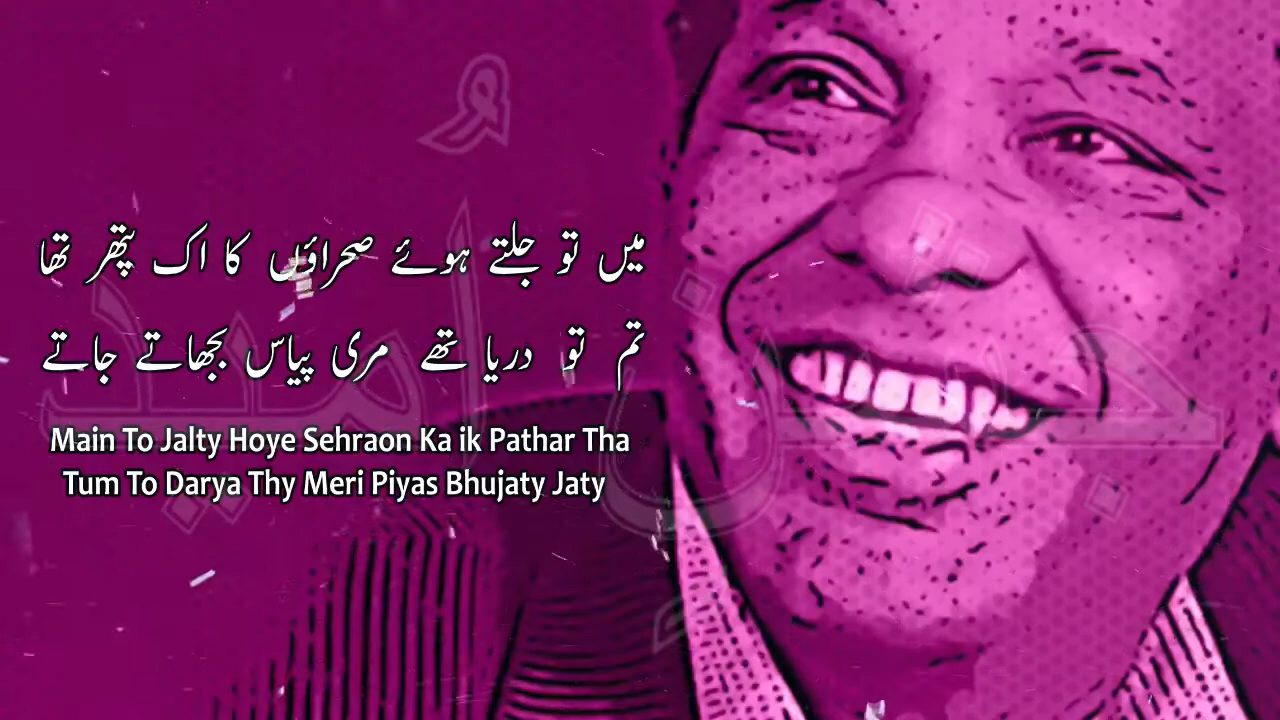 میں تو جلتے ہوئے صحراؤں کا اک پتھر تھا
تم تو دریا تھے مری پیاس بجھاتے جاتے
Main To Jalty Hoye Sehraon Ka ik Pathar Tha
Tum To Darya Thy Meri Piyas Bhujaty Jaty